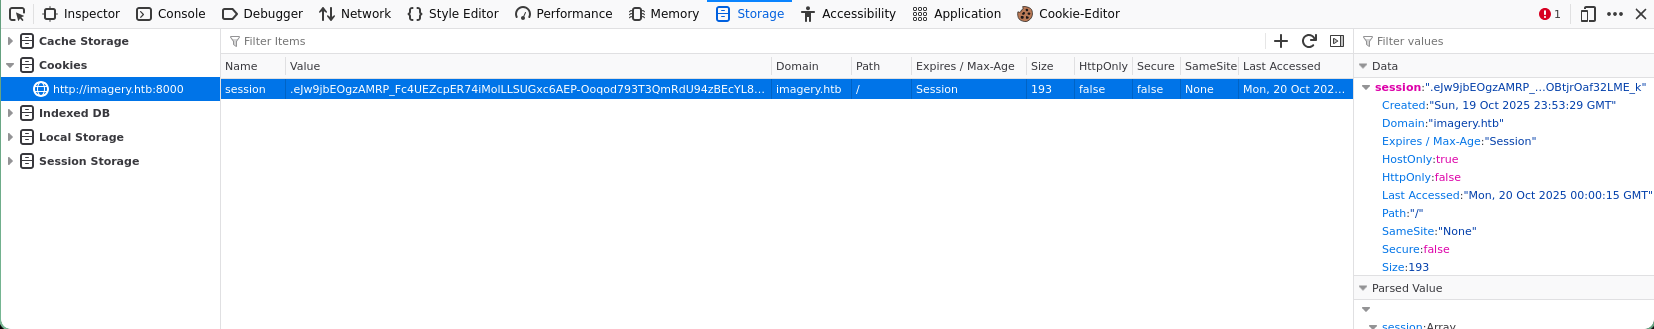 Inspector Console Debugger Network Style Editor Performance Memory Storage Accessibility Application Cookie-Editor 1
Cache Storage
Cookies
http://imagery.htb:8000
Indexed DB
Local Storage
Session Storage
Filter Items
Name Value Domain Path Expires / Max-Age Size HttpOnly Secure SameSite Last Accessed
session .eJw9jbEOgzAMRP_Fc4UEZcpER74iMolLLSUGxc6AEP-Ooqod793T3QmRdU94zBEcYL8... imagery.htb / Session 193 false false None Mon, 20 Oct 202...
Filter values
Data
session:".eJw9jbEOgzAMRP_...OBtjrOaf32LME_k"
Created:"Sun, 19 Oct 2025 23:53:29 GMT"
Domain:"imagery.htb"
Expires / Max-Age:"Session"
HostOnly:true
HttpOnly:false
Last Accessed:"Mon, 20 Oct 2025 00:00:15 GMT"
Path:"/"
SameSite:"None"
Secure:false
Size:193
Parsed Value
session:Array